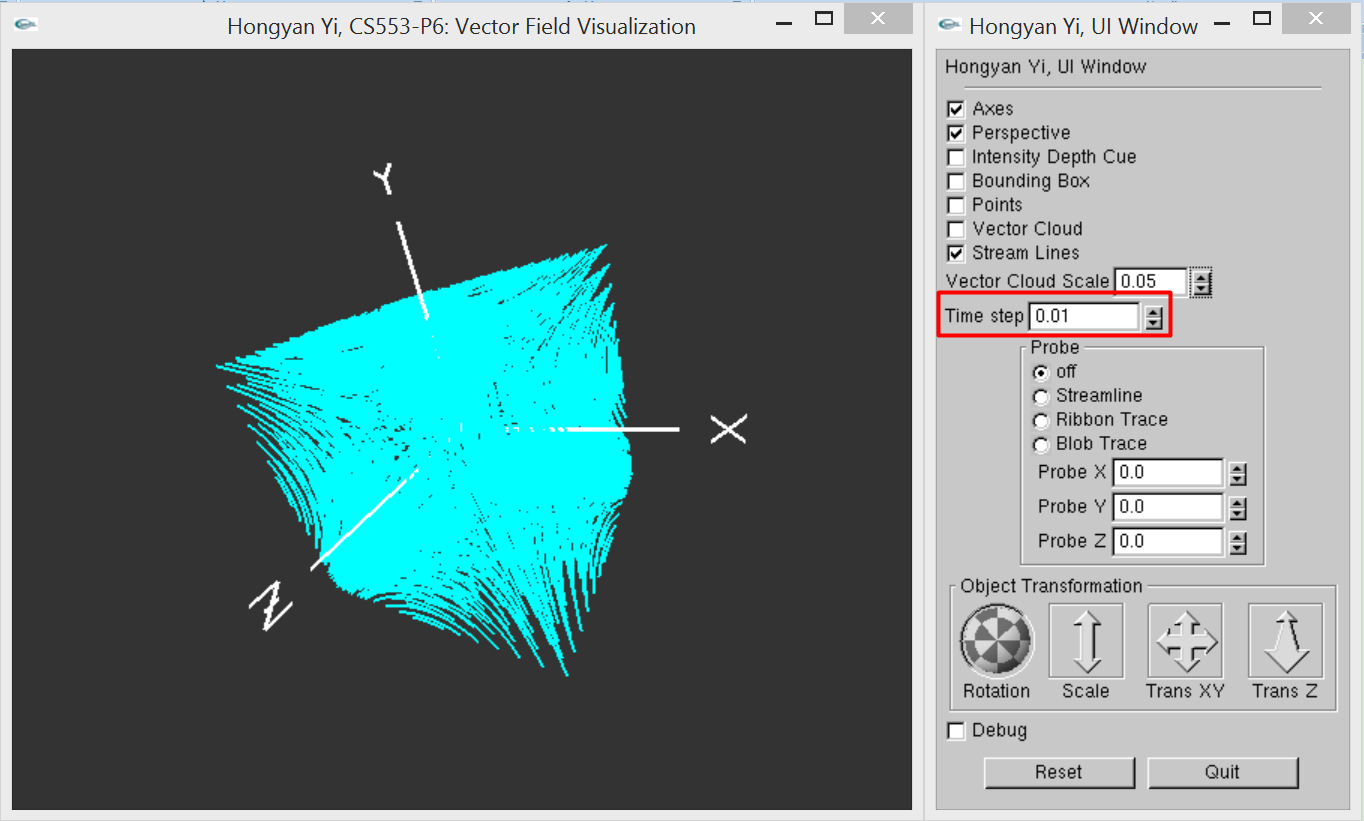 Hongyan Yi, CS553-P6: Vector Field Visualization
Y
X
Z
Hongyan Yi, UI Window
Hongyan Yi, UI Window
Axes
Perspective
Intensity Depth Cue
Bounding Box
Points
Vector Cloud
Stream Lines
Vector Cloud Scale 0.05
Time step 0.01
Probe
off
Streamline
Ribbon Trace
Blob Trace
Probe X 0.0
Probe Y 0.0
Probe Z 0.0
Object Transformation
Rotation Scale Trans XY Trans Z
Debug
Reset Quit